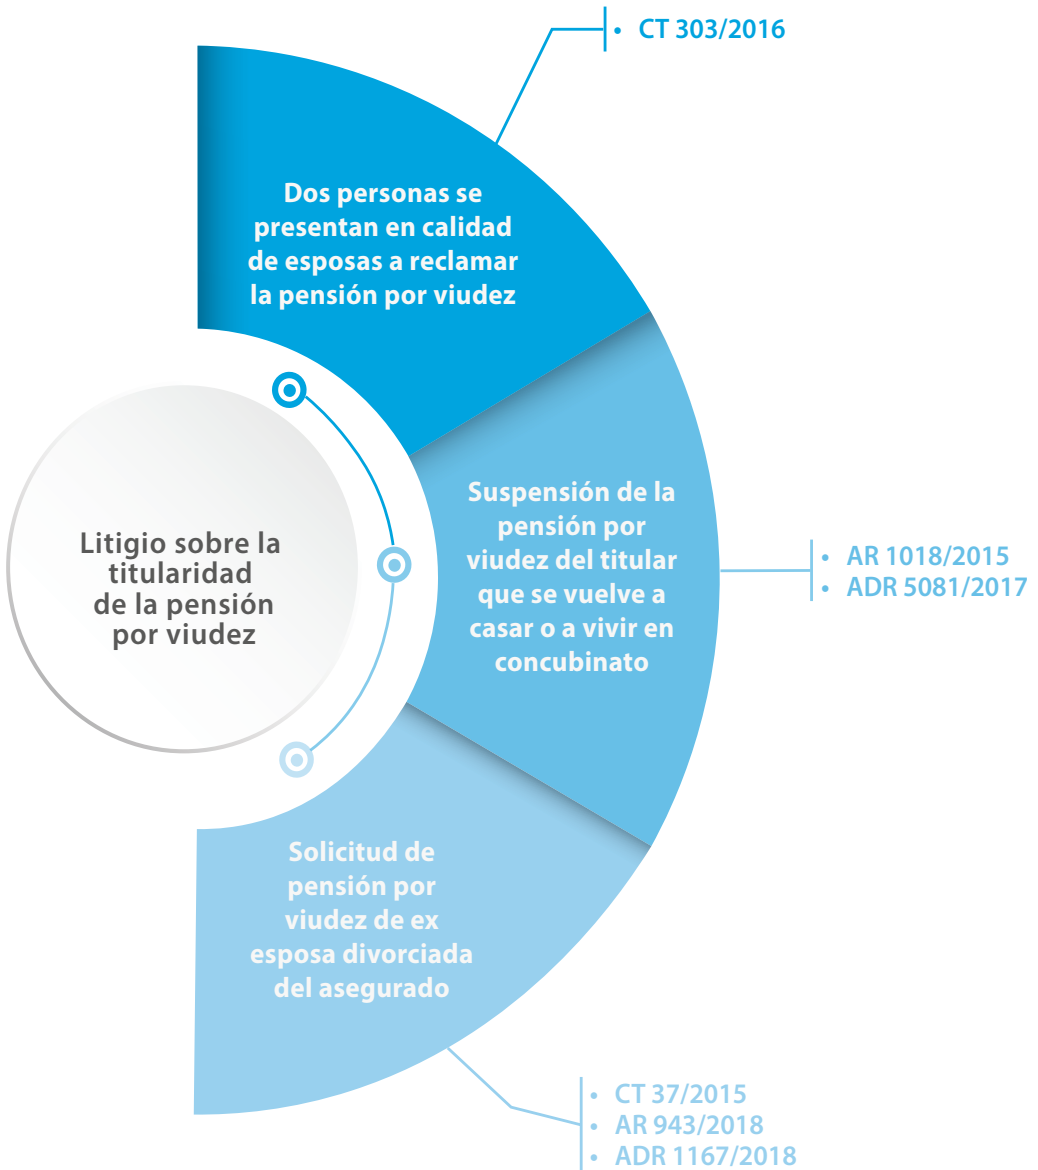 • CT 303/2016
Dos personas se
presentan en calidad
de esposas a reclamar
la pensión por viudez
Litigio sobre la
titularidad
de la pensión
por viudez
Suspensión de la
pensión por
viudez del titular
que se vuelve a
casar o a vivir en
concubinato
• AR 1018/2015
• ADR 5081/2017
Solicitud de
pensión por
viudez de ex
esposa divorciada
del asegurado
• CT 37/2015
• AR 943/2018
• ADR 1167/2018